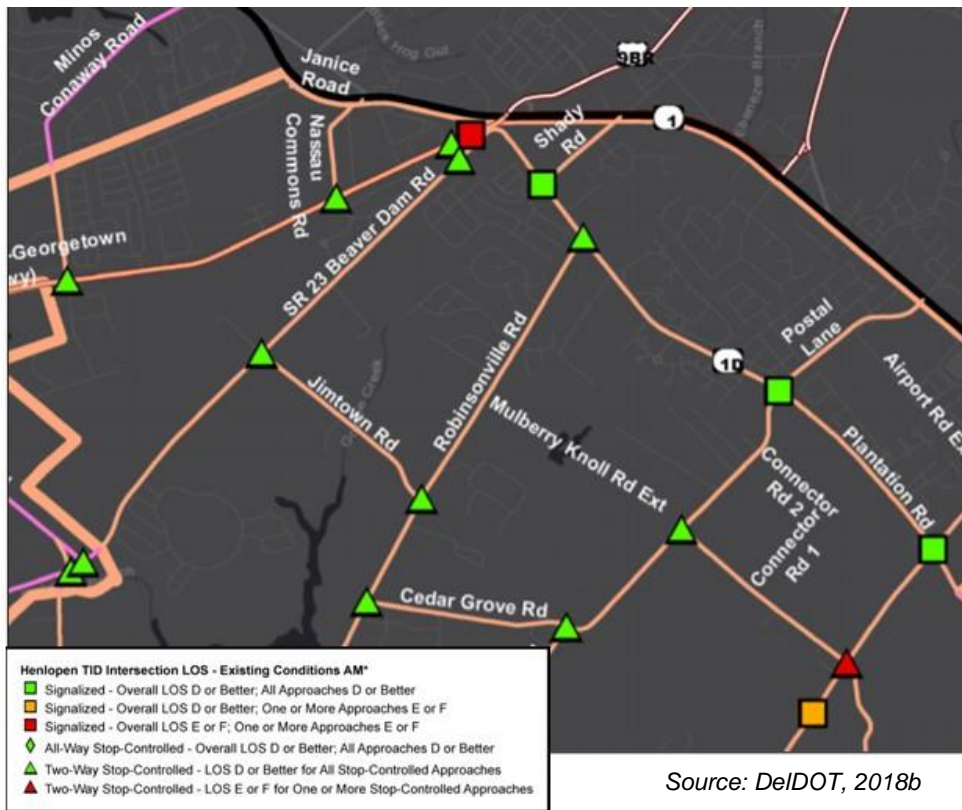 Minos
Conaway Road
Janice
Road
9BR
Ebenezer Branch
1
Shady
Rd
Nassau
Commons Rd
-Georgetown
wy)
SR 23 Beaver Dam Rd
Robinsonville Rd
1D
Postal
Lane
Airport Rd Ex
Jimtown Rd
Mulberry Knoll Rd Ext
Plantation Rd
Connector
Rd 2
Connector
Rd 1
Cedar Grove Rd
Henlopen TID Intersection LOS - Existing Conditions AM*
Signalized - Overall LOS D or Better; All Approaches D or Better
Signalized - Overall LOS D or Better; One or More Approaches E or F
Signalized - Overall LOS E or F; One or More Approaches E or F
All-Way Stop-Controlled - Overall LOS D or Better; All Approaches D or Better
Two-Way Stop-Controlled - LOS D or Better for All Stop-Controlled Approaches
Two-Way Stop-Controlled - LOS E or F for One or More Stop-Controlled Approaches
Source: DelDOT, 2018b